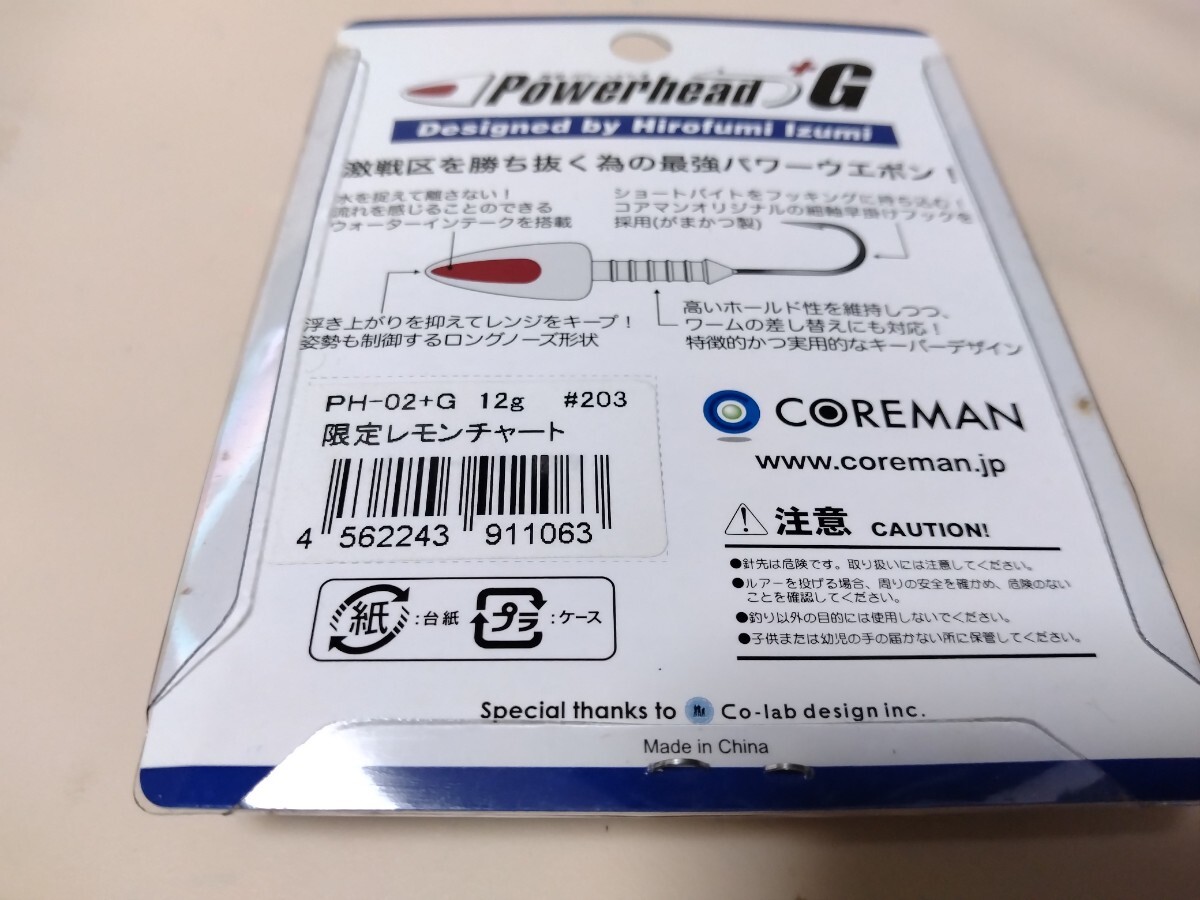 Powerhead+G
Designed by Hirofumi Izumi
激戦区を勝ち抜く為の最強パワーウエポン!
水を捉えて離さない!
流れを感じることのできる
ウォーターインテークを搭載
ショートバイトをフッキングに持ち込む!
コアマンオリジナルの細軸早掛けフックを
採用(がまかつ製)
浮き上がりを抑えてレンジをキープ!
姿勢も制御するロングノーズ形状
高いホールド性を維持しつつ、
ワームの差し替えにも対応!
特徴的かつ実用的なキーパーデザイン
PH-02+G 12g #203
限定レモンチャート
4 562243 911063
COREMAN
www.coreman.jp
注意 CAUTION!
●針先は危険です。取り扱いには注意してください。
●ルアーを投げる場合、周りの安全を確かめ、危険のない
ことを確認してください。
●釣り以外の目的には使用しないでください。
●子供または幼児の手の届かない所に保管してください。
紙 :台紙 プラ :ケース
Special thanks to Co-lab design inc.
Made in China